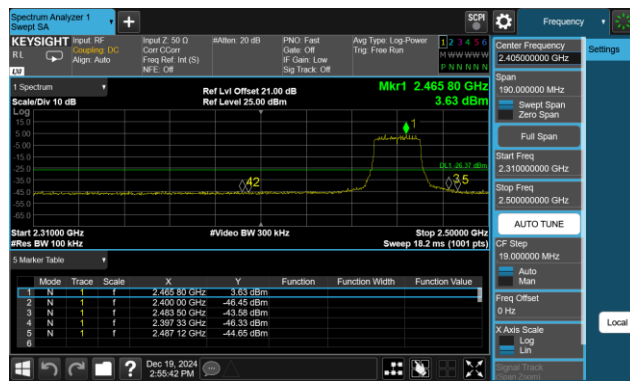 Spectrum Analyzer 1
Swept SA
+
SCPI
Frequency
KEYSIGHT
R L
LXI
Input: RF
Coupling: DC
Align: Auto
Input Z: 50 Ω
Corr CCorr
Freq Ref: Int (S)
NFE: Off
#Atten: 20 dB
PNO: Fast
Gate: Off
IF Gain: Low
Sig Track: Off
Avg Type: Log-Power
Trig: Free Run
1 2 3 4 5 6
M W W W W W
P N N N N N
Center Frequency
2.405000000 GHz
Settings
1 Spectrum
Scale/Div 10 dB
Ref Lvl Offset 21.00 dB
Ref Level 25.00 dBm
Mkr1 2.465 80 GHz
3.63 dBm
Log
15.0
5.00
-5.00
-15.0
-25.0
-35.0
-45.0
-55.0
-65.0
1
DL1 -26.37 dBm
42
35
Start 2.31000 GHz
#Res BW 100 kHz
#Video BW 300 kHz
Stop 2.50000 GHz
Sweep 18.2 ms (1001 pts)
Span
190.000000 MHz
Swept Span
Zero Span
Full Span
Start Freq
2.310000000 GHz
Stop Freq
2.500000000 GHz
AUTO TUNE
CF Step
19.000000 MHz
Auto
Man
Freq Offset
0 Hz
X Axis Scale
Log
Lin
Signal Track
(Span Zoom)
Local
5 Marker Table
Mode Trace Scale X Y Function Function Width Function Value
1 N 1 f 2.465 80 GHz 3.63 dBm
2 N 1 f 2.400 00 GHz -46.45 dBm
3 N 1 f 2.483 50 GHz -43.58 dBm
4 N 1 f 2.397 33 GHz -46.33 dBm
5 N 1 f 2.487 12 GHz -44.65 dBm
6
?
Dec 19, 2024
2:55:42 PM